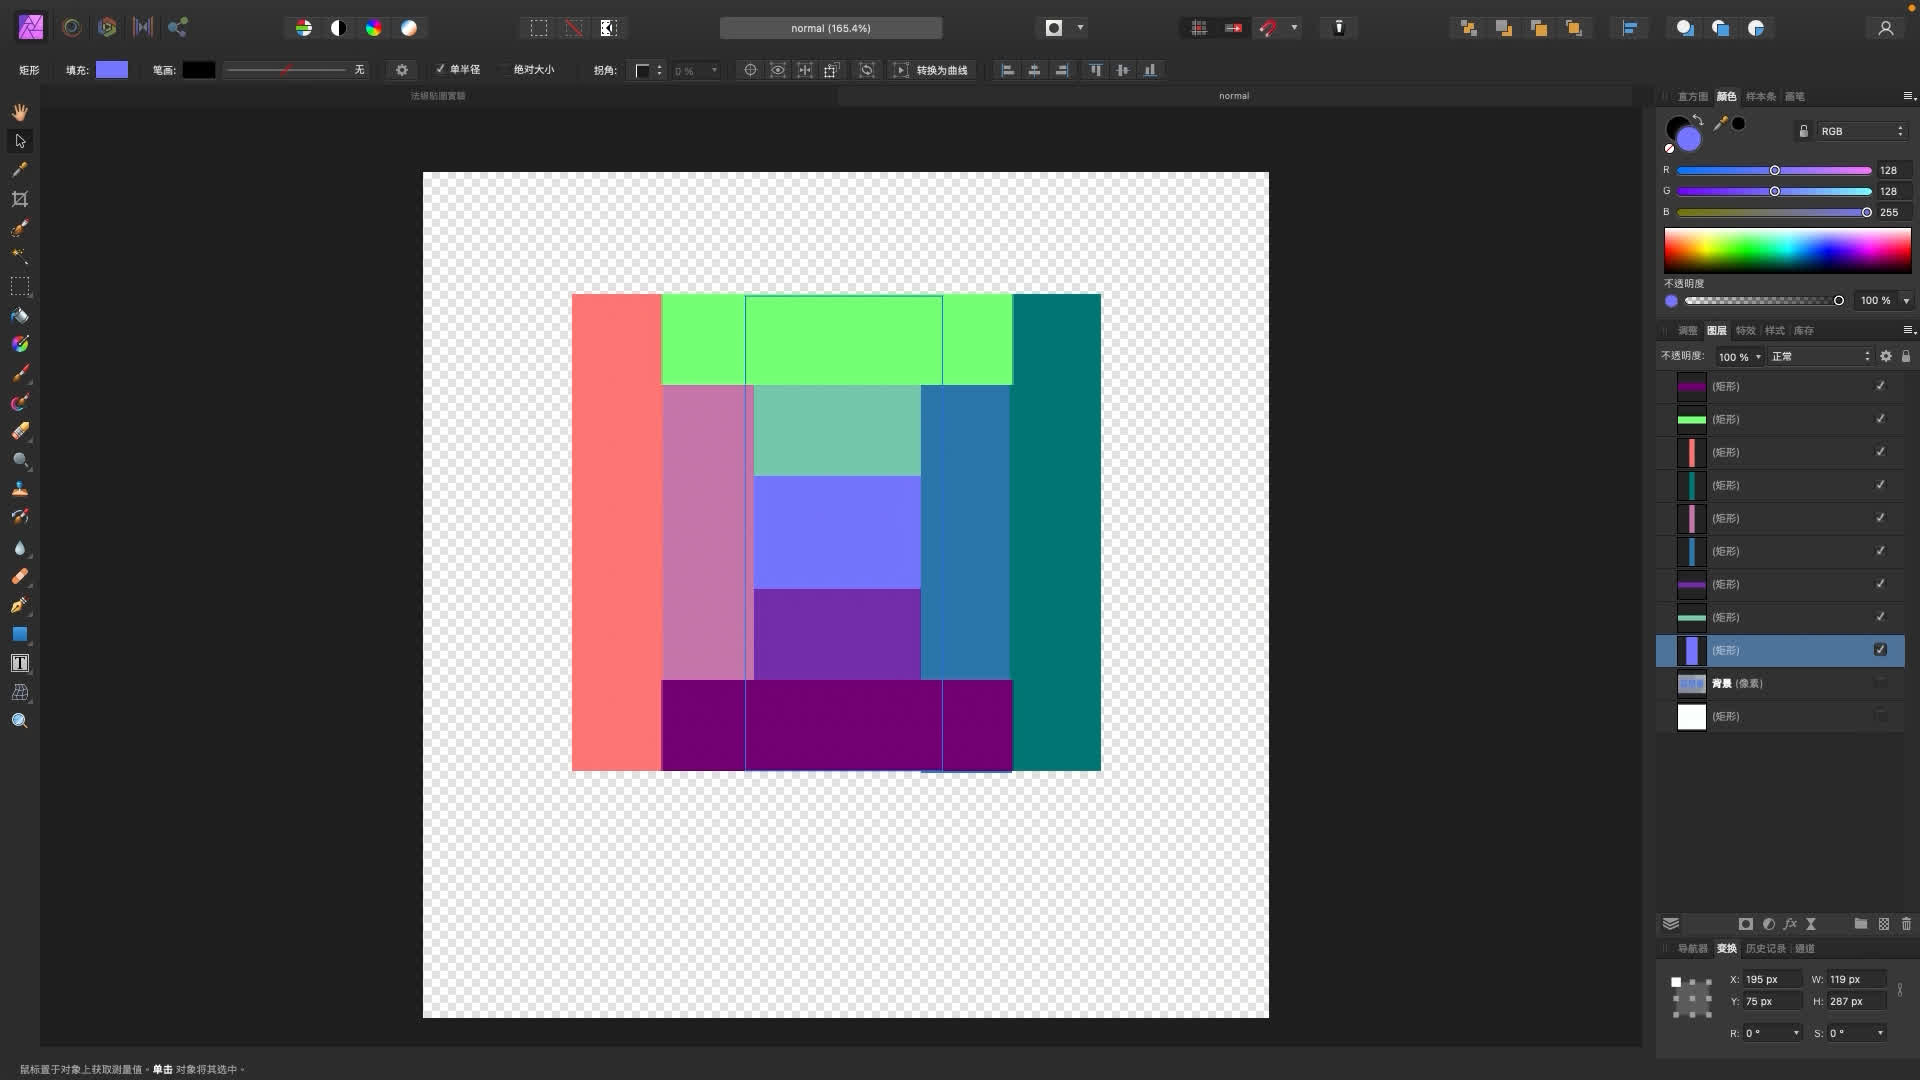 normal (165.4%)
矩形 填充: 笔画: 无 单半径 绝对大小 拐角: 0 % 转换为曲线
法線貼圖實驗 normal
直方图 颜色 样本条 画笔
RGB
R 128
G 128
B 255
不透明度
100 %
调整 图层 特效 样式 库存
不透明度: 100 % 正常
(矩形)
(矩形)
(矩形)
(矩形)
(矩形)
(矩形)
(矩形)
(矩形)
(矩形)
背景 (像素)
(矩形)
fx
导航器 变换 历史记录 通道
X: 195 px W: 119 px
Y: 75 px H: 287 px
R: 0 ° S: 0 °
鼠标置于对象上获取测量值。单击 对象将其选中。